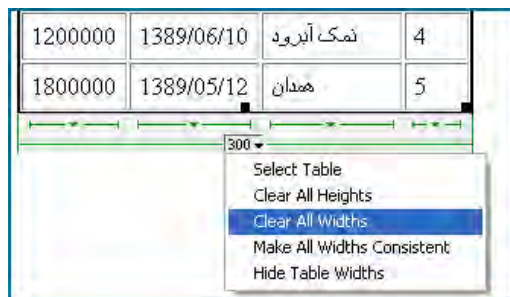 4 نمک آبرود 1389/06/10 1200000
5 همدان 1389/05/12 1800000
300
Select Table
Clear All Heights
Clear All Widths
Make All Widths Consistent
Hide Table Widths